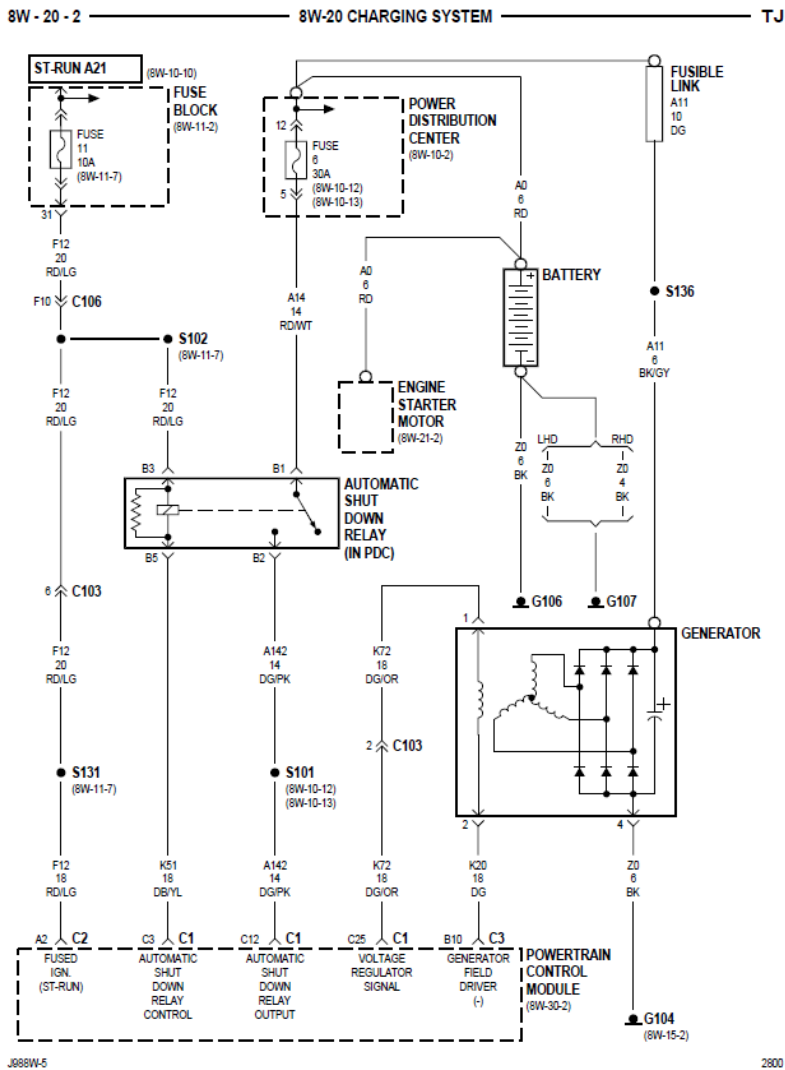 8W - 20 - 2
8W-20 CHARGING SYSTEM
TJ
ST-RUN A21
(8W-10-10)
FUSE
BLOCK
(8W-11-2)
FUSE
11
10A
(8W-11-7)
31
F12
20
RD/LG
F10
C106
S102
(8W-11-7)
F12
20
RD/LG
F12
20
RD/LG
12
FUSE
6
30A
(8W-10-12)
(8W-10-13)
5
POWER
DISTRIBUTION
CENTER
(8W-10-2)
A14
14
RD/WT
A0
6
RD
A0
6
RD
FUSIBLE
LINK
A11
10
DG
+
BATTERY
-
S136
A11
6
BK/GY
ENGINE
STARTER
MOTOR
(8W-21-2)
Z0
6
BK
LHD
RHD
Z0
6
BK
Z0
4
BK
G106
G107
B3
B1
AUTOMATIC
SHUT
DOWN
RELAY
(IN PDC)
B5
B2
6
C103
F12
20
RD/LG
A142
14
DG/PK
K72
18
DG/OR
1
GENERATOR
+
2
C103
S131
(8W-11-7)
S101
(8W-10-12)
(8W-10-13)
2
4
F12
18
RD/LG
K51
18
DB/YL
A142
14
DG/PK
K72
18
DG/OR
K20
18
DG
Z0
6
BK
A2
C2
C3
C1
C12
C1
C25
C1
B10
C3
FUSED
IGN.
(ST-RUN)
AUTOMATIC
SHUT
DOWN
RELAY
CONTROL
AUTOMATIC
SHUT
DOWN
RELAY
OUTPUT
VOLTAGE
REGULATOR
SIGNAL
GENERATOR
FIELD
DRIVER
(-)
POWERTRAIN
CONTROL
MODULE
(8W-30-2)
G104
(8W-15-2)
J988W-5
2800